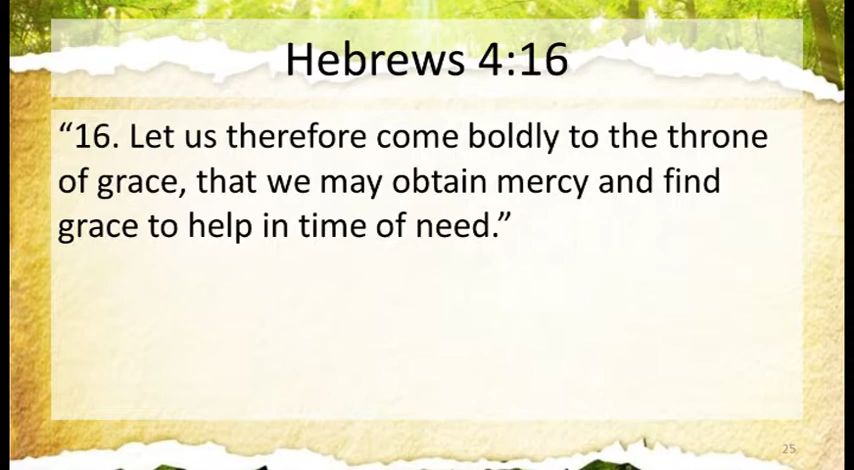 Hebrews 4:16
“16. Let us therefore come boldly to the throne
of grace, that we may obtain mercy and find
grace to help in time of need.”
25